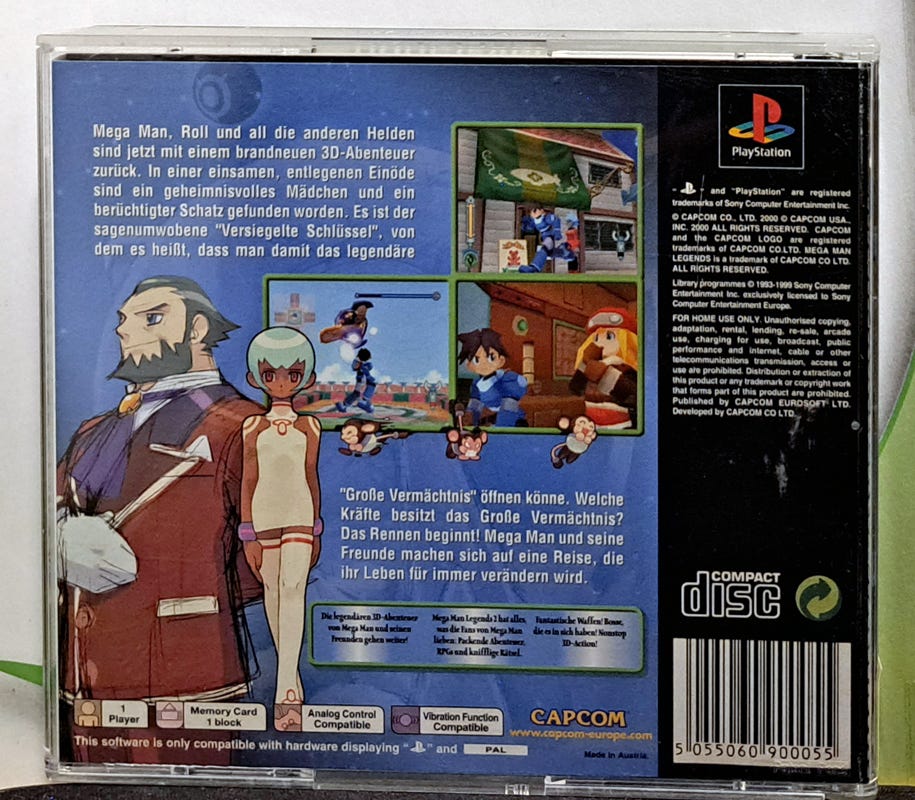 Mega Man, Roll und all die anderen Helden
sind jetzt mit einem brandneuen 3D-Abenteuer
zurück. In einer einsamen, entlegenen Einöde
sind ein geheimnisvolles Mädchen und ein
berüchtigter Schatz gefunden worden. Es ist der
sagenumwobene "Versiegelte Schlüssel", von
dem es heißt, dass man damit das legendäre
"Große Vermächtnis" öffnen könne. Welche
Kräfte besitzt das Große Vermächtnis?
Das Rennen beginnt! Mega Man und seine
Freunde machen sich auf eine Reise, die
ihr Leben für immer verändern wird.
Die legendären 3D-Abenteuer
von Mega Man und seinen
Freunden gehen weiter!
Mega Man Legends 2 hat alles,
was die Fans von Mega Man
lieben: Packende Abenteuer,
RPGs und knifflige Rätsel.
Fantastische Waffen! Bosse,
die es in sich haben! Nonstop
3D-Action!
1
Player
Memory Card
1 block
Analog Control
Compatible
Vibration Function
Compatible
CAPCOM
www.capcom-europe.com
This software is only compatible with hardware displaying " " and PAL
Made in Austria.
PlayStation
" " and "PlayStation" are registered
trademarks of Sony Computer Entertainment Inc.
© CAPCOM CO., LTD. 2000 © CAPCOM USA.,
INC. 2000 ALL RIGHTS RESERVED. CAPCOM
and the CAPCOM LOGO are registered
trademarks of CAPCOM CO.LTD. MEGA MAN
LEGENDS is a trademark of CAPCOM CO LTD.
ALL RIGHTS RESERVED.
Library programmes © 1993-1999 Sony Computer
Entertainment Inc. exclusively licensed to Sony
Computer Entertainment Europe.
FOR HOME USE ONLY. Unauthorised copying,
adaptation, rental, lending, re-sale, arcade
use, charging for use, broadcast, public
performance and internet, cable or other
telecommunications transmission, access or
use are prohibited. Distribution or extraction of
this product or any trademark or copyright work
that forms part of this product are prohibited.
Published by CAPCOM EUROSOFT LTD.
Developed by CAPCOM CO LTD.
COMPACT
disc
5 055060 900055